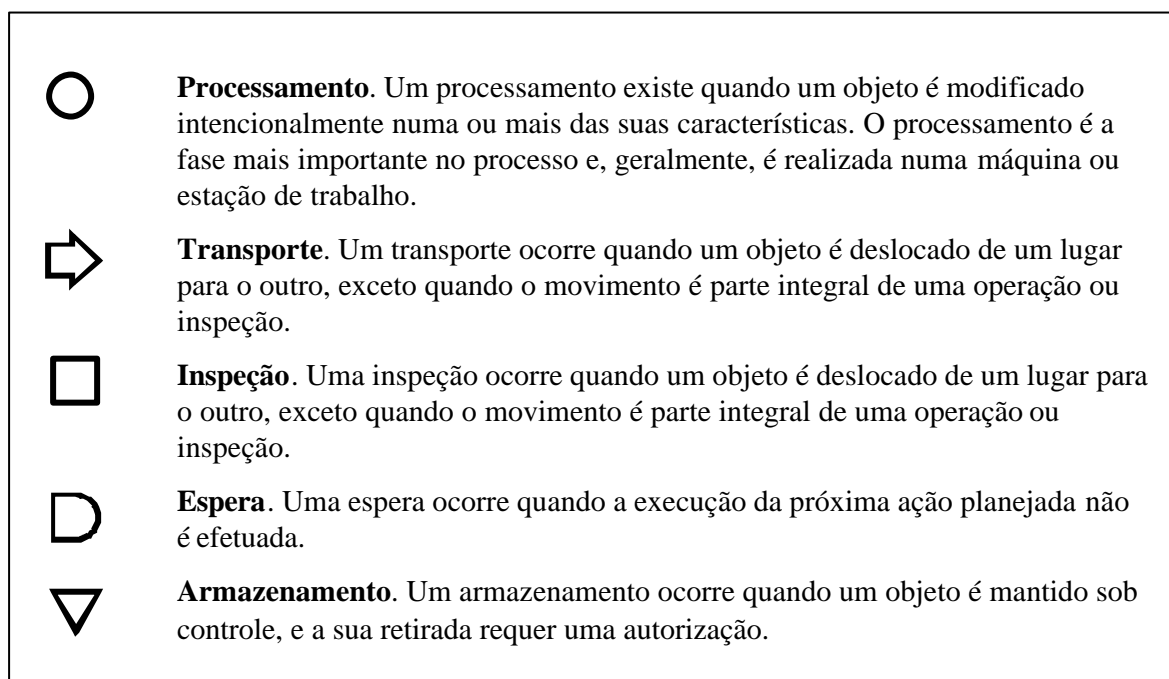 Processamento. Um processamento existe quando um objeto é modificado
intencionalmente numa ou mais das suas características. O processamento é a
fase mais importante no processo e, geralmente, é realizada numa máquina ou
estação de trabalho.
Transporte. Um transporte ocorre quando um objeto é deslocado de um lugar
para o outro, exceto quando o movimento é parte integral de uma operação ou
inspeção.
Inspeção. Uma inspeção ocorre quando um objeto é deslocado de um lugar para
o outro, exceto quando o movimento é parte integral de uma operação ou
inspeção.
Espera. Uma espera ocorre quando a execução da próxima ação planejada não
é efetuada.
Armazenamento. Um armazenamento ocorre quando um objeto é mantido sob
controle, e a sua retirada requer uma autorização.